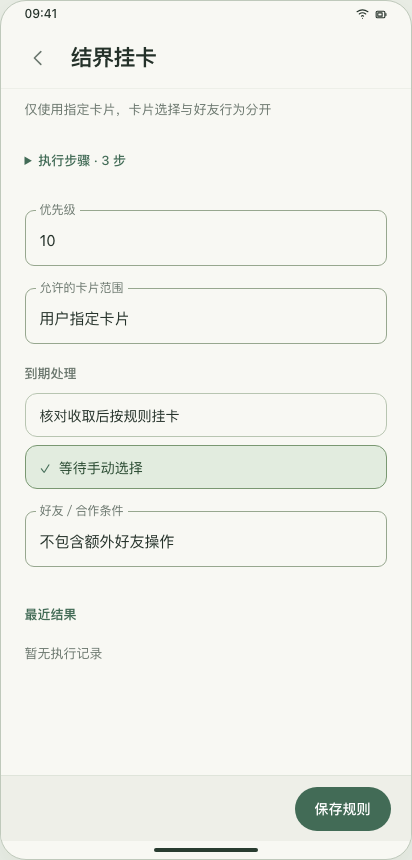 09:41
结界挂卡
仅使用指定卡片，卡片选择与好友行为分开
执行步骤 · 3 步
优先级
10
允许的卡片范围
用户指定卡片
到期处理
核对收取后按规则挂卡
✓ 等待手动选择
好友 / 合作条件
不包含额外好友操作
最近结果
暂无执行记录
保存规则